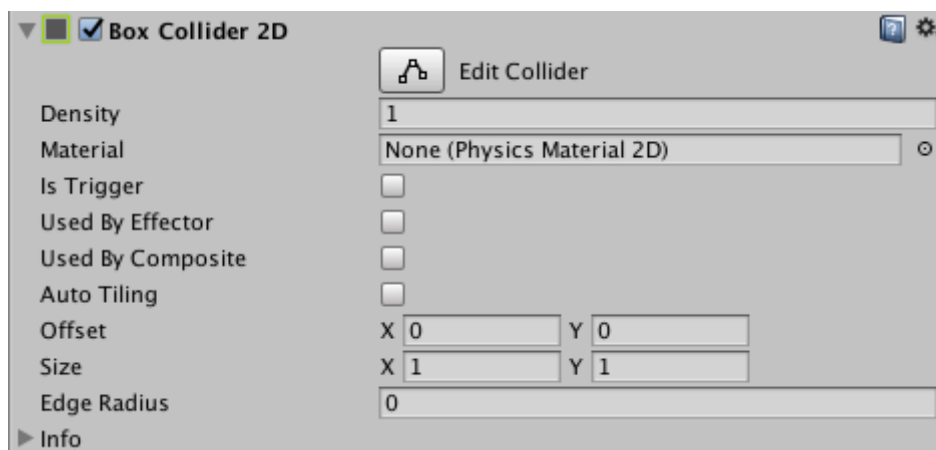 Box Collider 2D
Edit Collider
Density 1
Material None (Physics Material 2D)
Is Trigger
Used By Effector
Used By Composite
Auto Tiling
Offset X 0 Y 0
Size X 1 Y 1
Edge Radius 0
Info